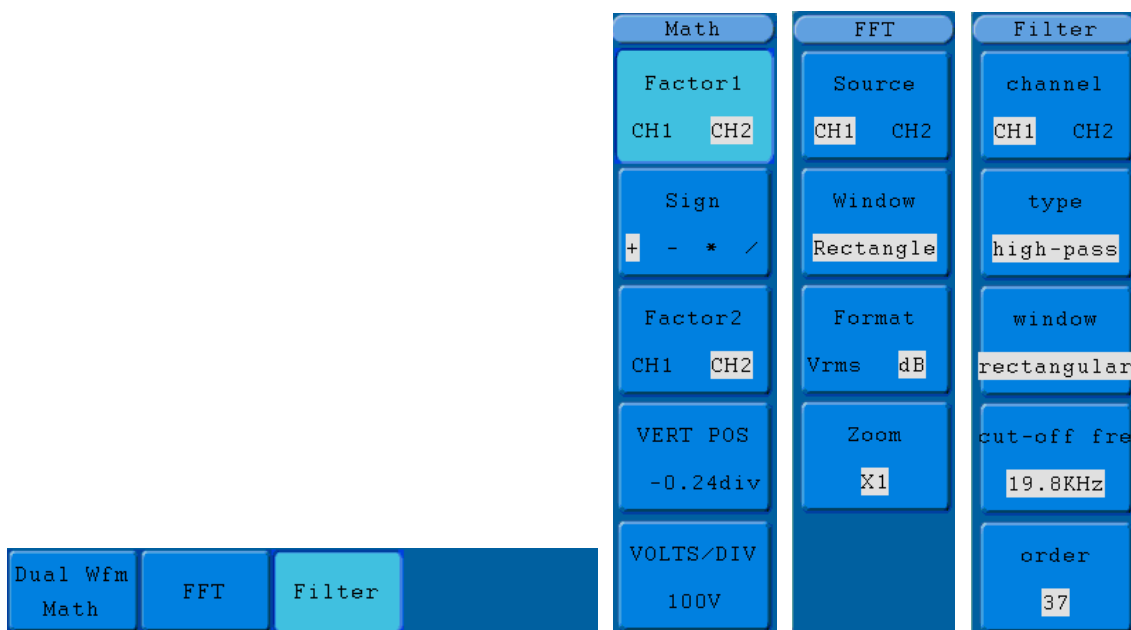 Math
Factor1
CH1 CH2
Sign
+ - * /
Factor2
CH1 CH2
VERT POS
-0.24div
VOLTS/DIV
100V
FFT
Source
CH1 CH2
Window
Rectangle
Format
Vrms dB
Zoom
X1
Filter
channel
CH1 CH2
type
high-pass
window
rectangular
cut-off fre
19.8KHz
order
37
Dual Wfm
Math
FFT
Filter